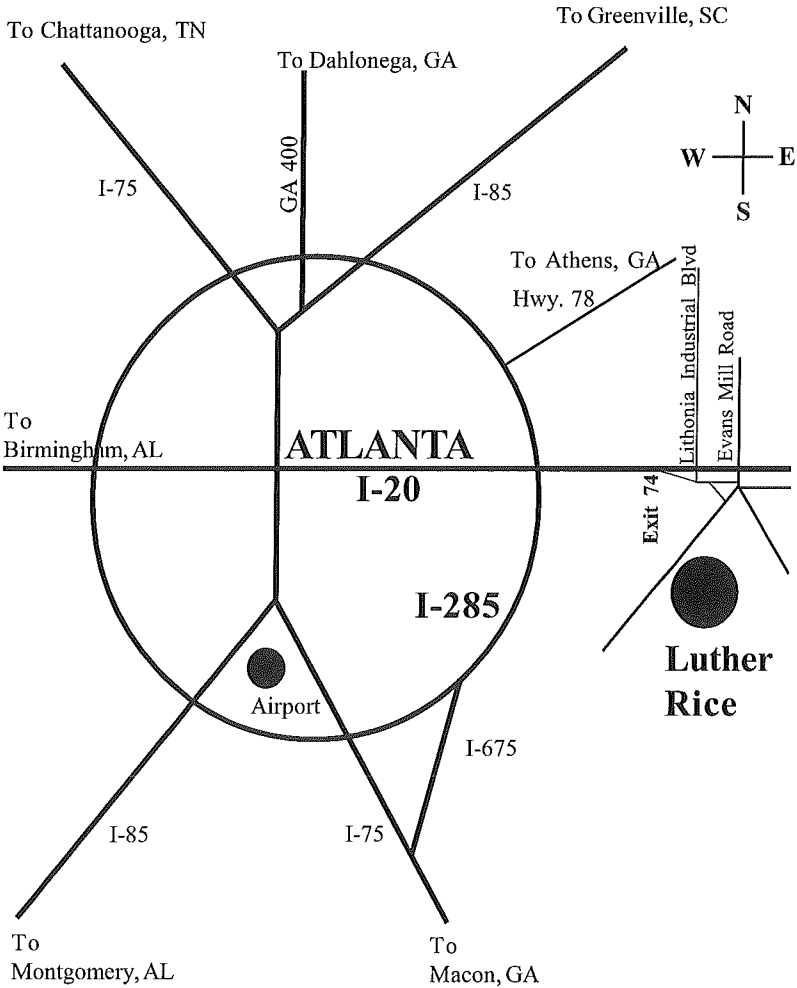 To Chattanooga, TN
To Greenville, SC
To Dahlonega, GA
N
W E
S
GA 400
I-75
I-85
To Athens, GA
Hwy. 78
Lithonia Industrial Blvd
Evans Mill Road
To
Birmingham, AL
ATLANTA
I-20
Exit 74
I-285
Luther
Rice
Airport
I-675
I-85
I-75
To
Montgomery, AL
To
Macon, GA